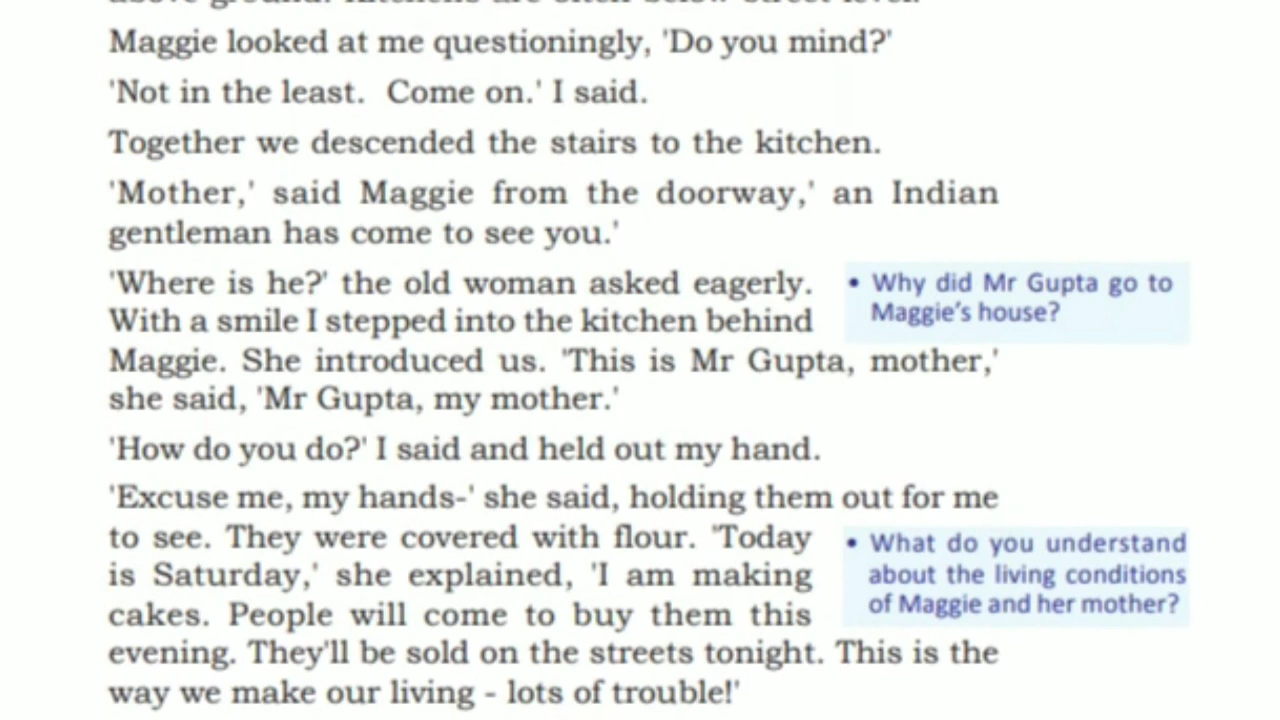 Maggie looked at me questioningly, 'Do you mind?'
'Not in the least. Come on.' I said.
Together we descended the stairs to the kitchen.
'Mother,' said Maggie from the doorway,' an Indian
gentleman has come to see you.'
'Where is he?' the old woman asked eagerly.
With a smile I stepped into the kitchen behind
Maggie. She introduced us. 'This is Mr Gupta, mother,'
she said, 'Mr Gupta, my mother.'
• Why did Mr Gupta go to
Maggie's house?
'How do you do?' I said and held out my hand.
'Excuse me, my hands-' she said, holding them out for me
to see. They were covered with flour. 'Today
is Saturday,' she explained, 'I am making
cakes. People will come to buy them this
evening. They'll be sold on the streets tonight. This is the
way we make our living - lots of trouble!'
• What do you understand
about the living conditions
of Maggie and her mother?